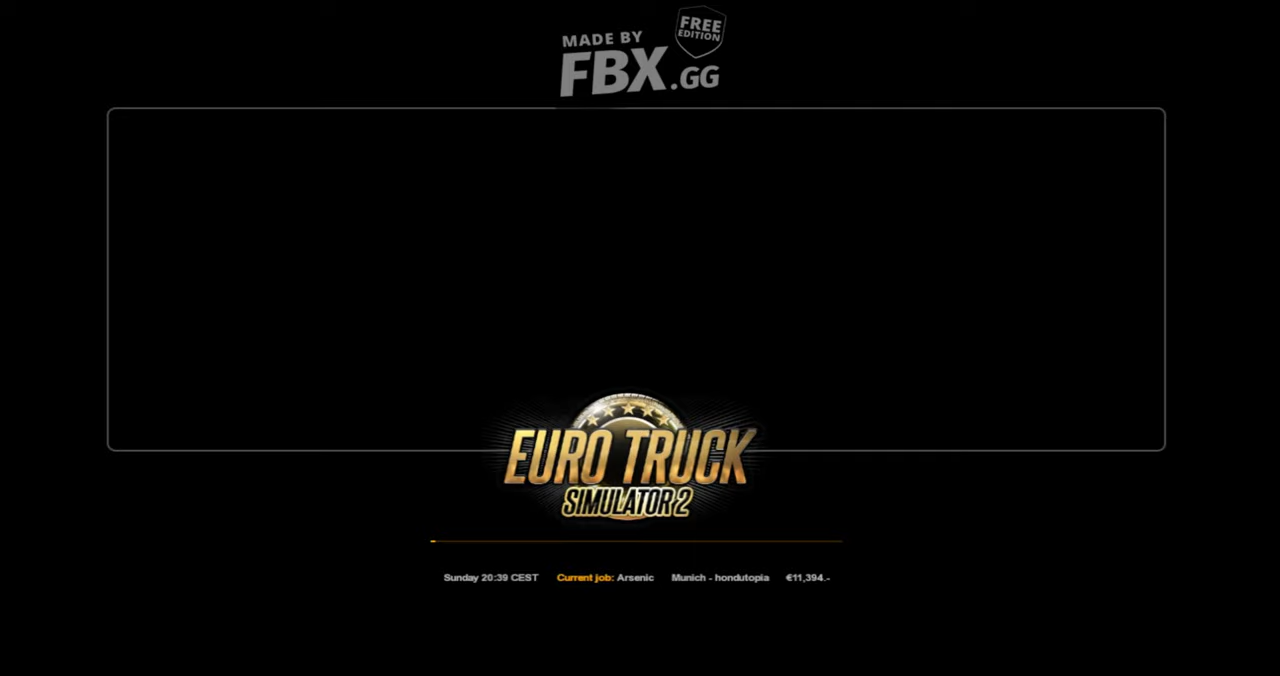 MADE BY
FREE
EDITION
FBX.GG
EURO TRUCK
SIMULATOR 2
Sunday 20:39 CEST Current job: Arsenic Munich - hondutopia €11,394.-